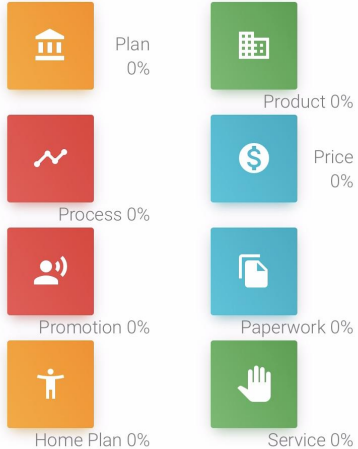 Plan
0%
Product 0%
Process 0%
Price
0%
Promotion 0%
Paperwork 0%
Home Plan 0%
Service 0%